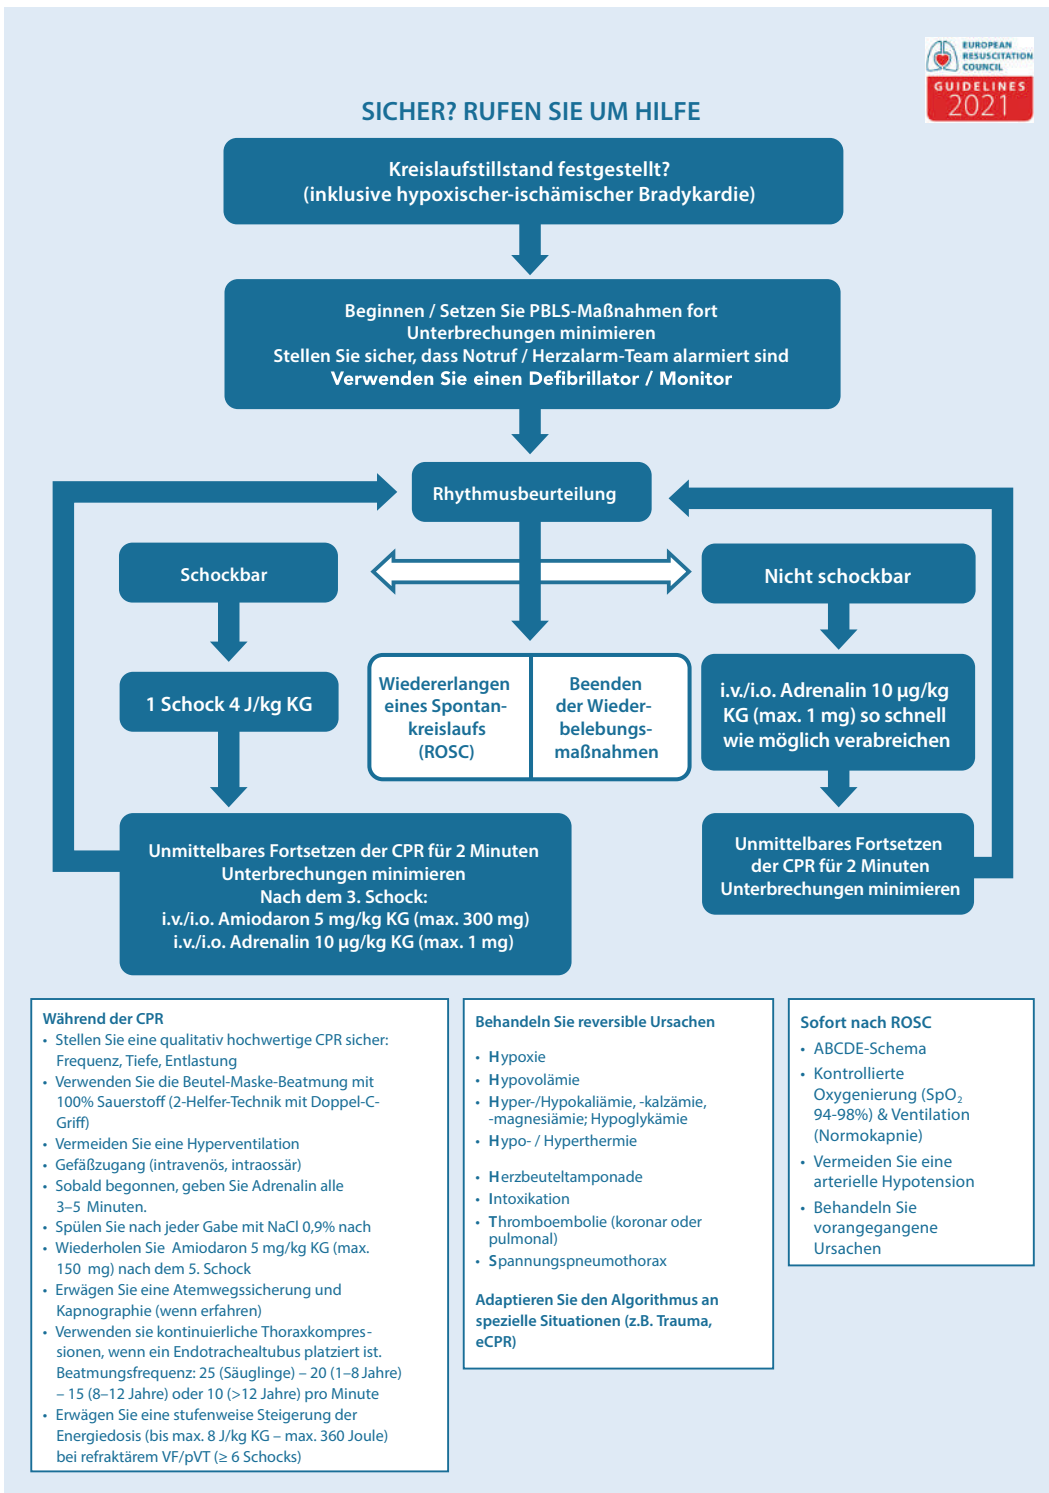 EUROPEAN
RESUSCITATION
COUNCIL
GUIDELINES
2021
SICHER? RUFEN SIE UM HILFE
Kreislaufstillstand festgestellt?
(inklusive hypoxischer-ischämischer Bradykardie)
Beginnen / Setzen Sie PBLS-Maßnahmen fort
Unterbrechungen minimieren
Stellen Sie sicher, dass Notruf / Herzalarm-Team alarmiert sind
Verwenden Sie einen Defibrillator / Monitor
Rhythmusbeurteilung
Schockbar
Nicht schockbar
1 Schock 4 J/kg KG
Wiedererlangen
eines Spontan-
kreislaufs
(ROSC)
Beenden
der Wieder-
belebungs-
maßnahmen
i.v./i.o. Adrenalin 10 µg/kg
KG (max. 1 mg) so schnell
wie möglich verabreichen
Unmittelbares Fortsetzen der CPR für 2 Minuten
Unterbrechungen minimieren
Nach dem 3. Schock:
i.v./i.o. Amiodaron 5 mg/kg KG (max. 300 mg)
i.v./i.o. Adrenalin 10 µg/kg KG (max. 1 mg)
Unmittelbares Fortsetzen
der CPR für 2 Minuten
Unterbrechungen minimieren
Während der CPR
• Stellen Sie eine qualitativ hochwertige CPR sicher:
Frequenz, Tiefe, Entlastung
• Verwenden Sie die Beutel-Maske-Beatmung mit
100% Sauerstoff (2-Helfer-Technik mit Doppel-C-
Griff)
• Vermeiden Sie eine Hyperventilation
• Gefäßzugang (intravenös, intraossär)
• Sobald begonnen, geben Sie Adrenalin alle
3–5 Minuten.
• Spülen Sie nach jeder Gabe mit NaCl 0,9% nach
• Wiederholen Sie Amiodaron 5 mg/kg KG (max.
150 mg) nach dem 5. Schock
• Erwägen Sie eine Atemwegssicherung und
Kapnographie (wenn erfahren)
• Verwenden sie kontinuierliche Thoraxkompres-
sionen, wenn ein Endotrachealtubus platziert ist.
Beatmungsfrequenz: 25 (Säuglinge) – 20 (1–8 Jahre)
– 15 (8–12 Jahre) oder 10 (>12 Jahre) pro Minute
• Erwägen Sie eine stufenweise Steigerung der
Energiedosis (bis max. 8 J/kg KG – max. 360 Joule)
bei refraktärem VF/pVT (≥ 6 Schocks)
Behandeln Sie reversible Ursachen
• Hypoxie
• Hypovolämie
• Hyper-/Hypokaliämie, -kalzämie,
-magnesiämie; Hypoglykämie
• Hypo- / Hyperthermie
• Herzbeuteltamponade
• Intoxikation
• Thromboembolie (koronar oder
pulmonal)
• Spannungspneumothorax
Adaptieren Sie den Algorithmus an
spezielle Situationen (z.B. Trauma,
eCPR)
Sofort nach ROSC
• ABCDE-Schema
• Kontrollierte
Oxygenierung (SpO₂
94-98%) & Ventilation
(Normokapnie)
• Vermeiden Sie eine
arterielle Hypotension
• Behandeln Sie
vorangegangene
Ursachen